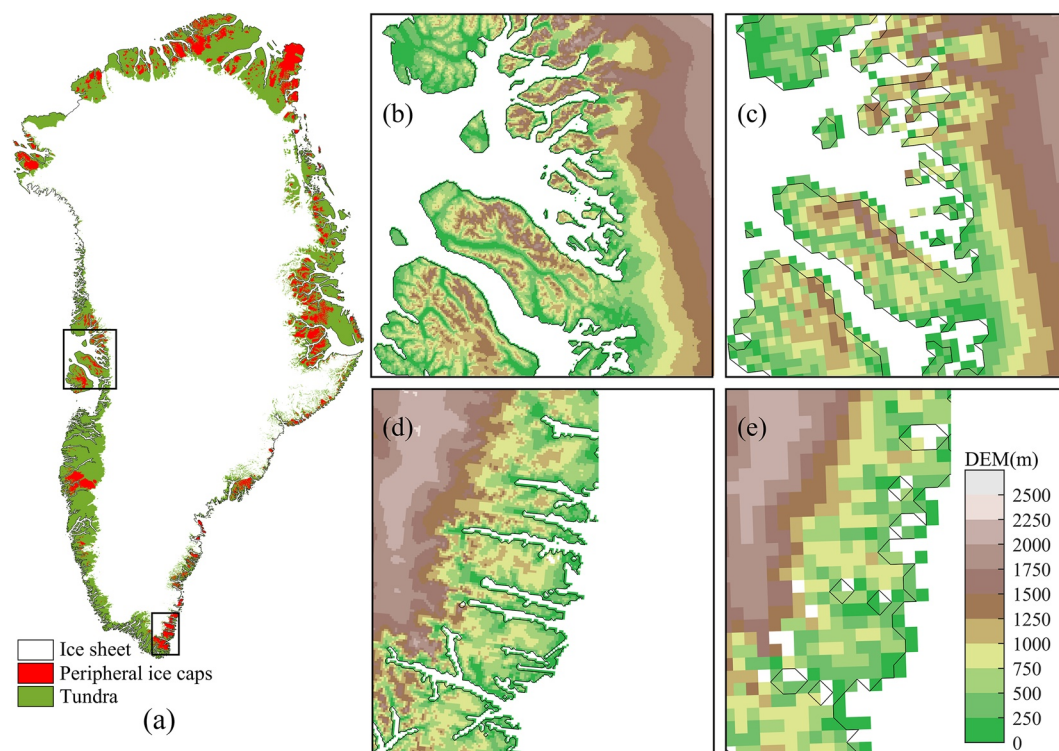 (b)
(c)
(d)
(e)
DEM(m)
2500
2250
2000
1750
1500
1250
1000
750
500
250
0
Ice sheet
Peripheral ice caps
Tundra
(a)